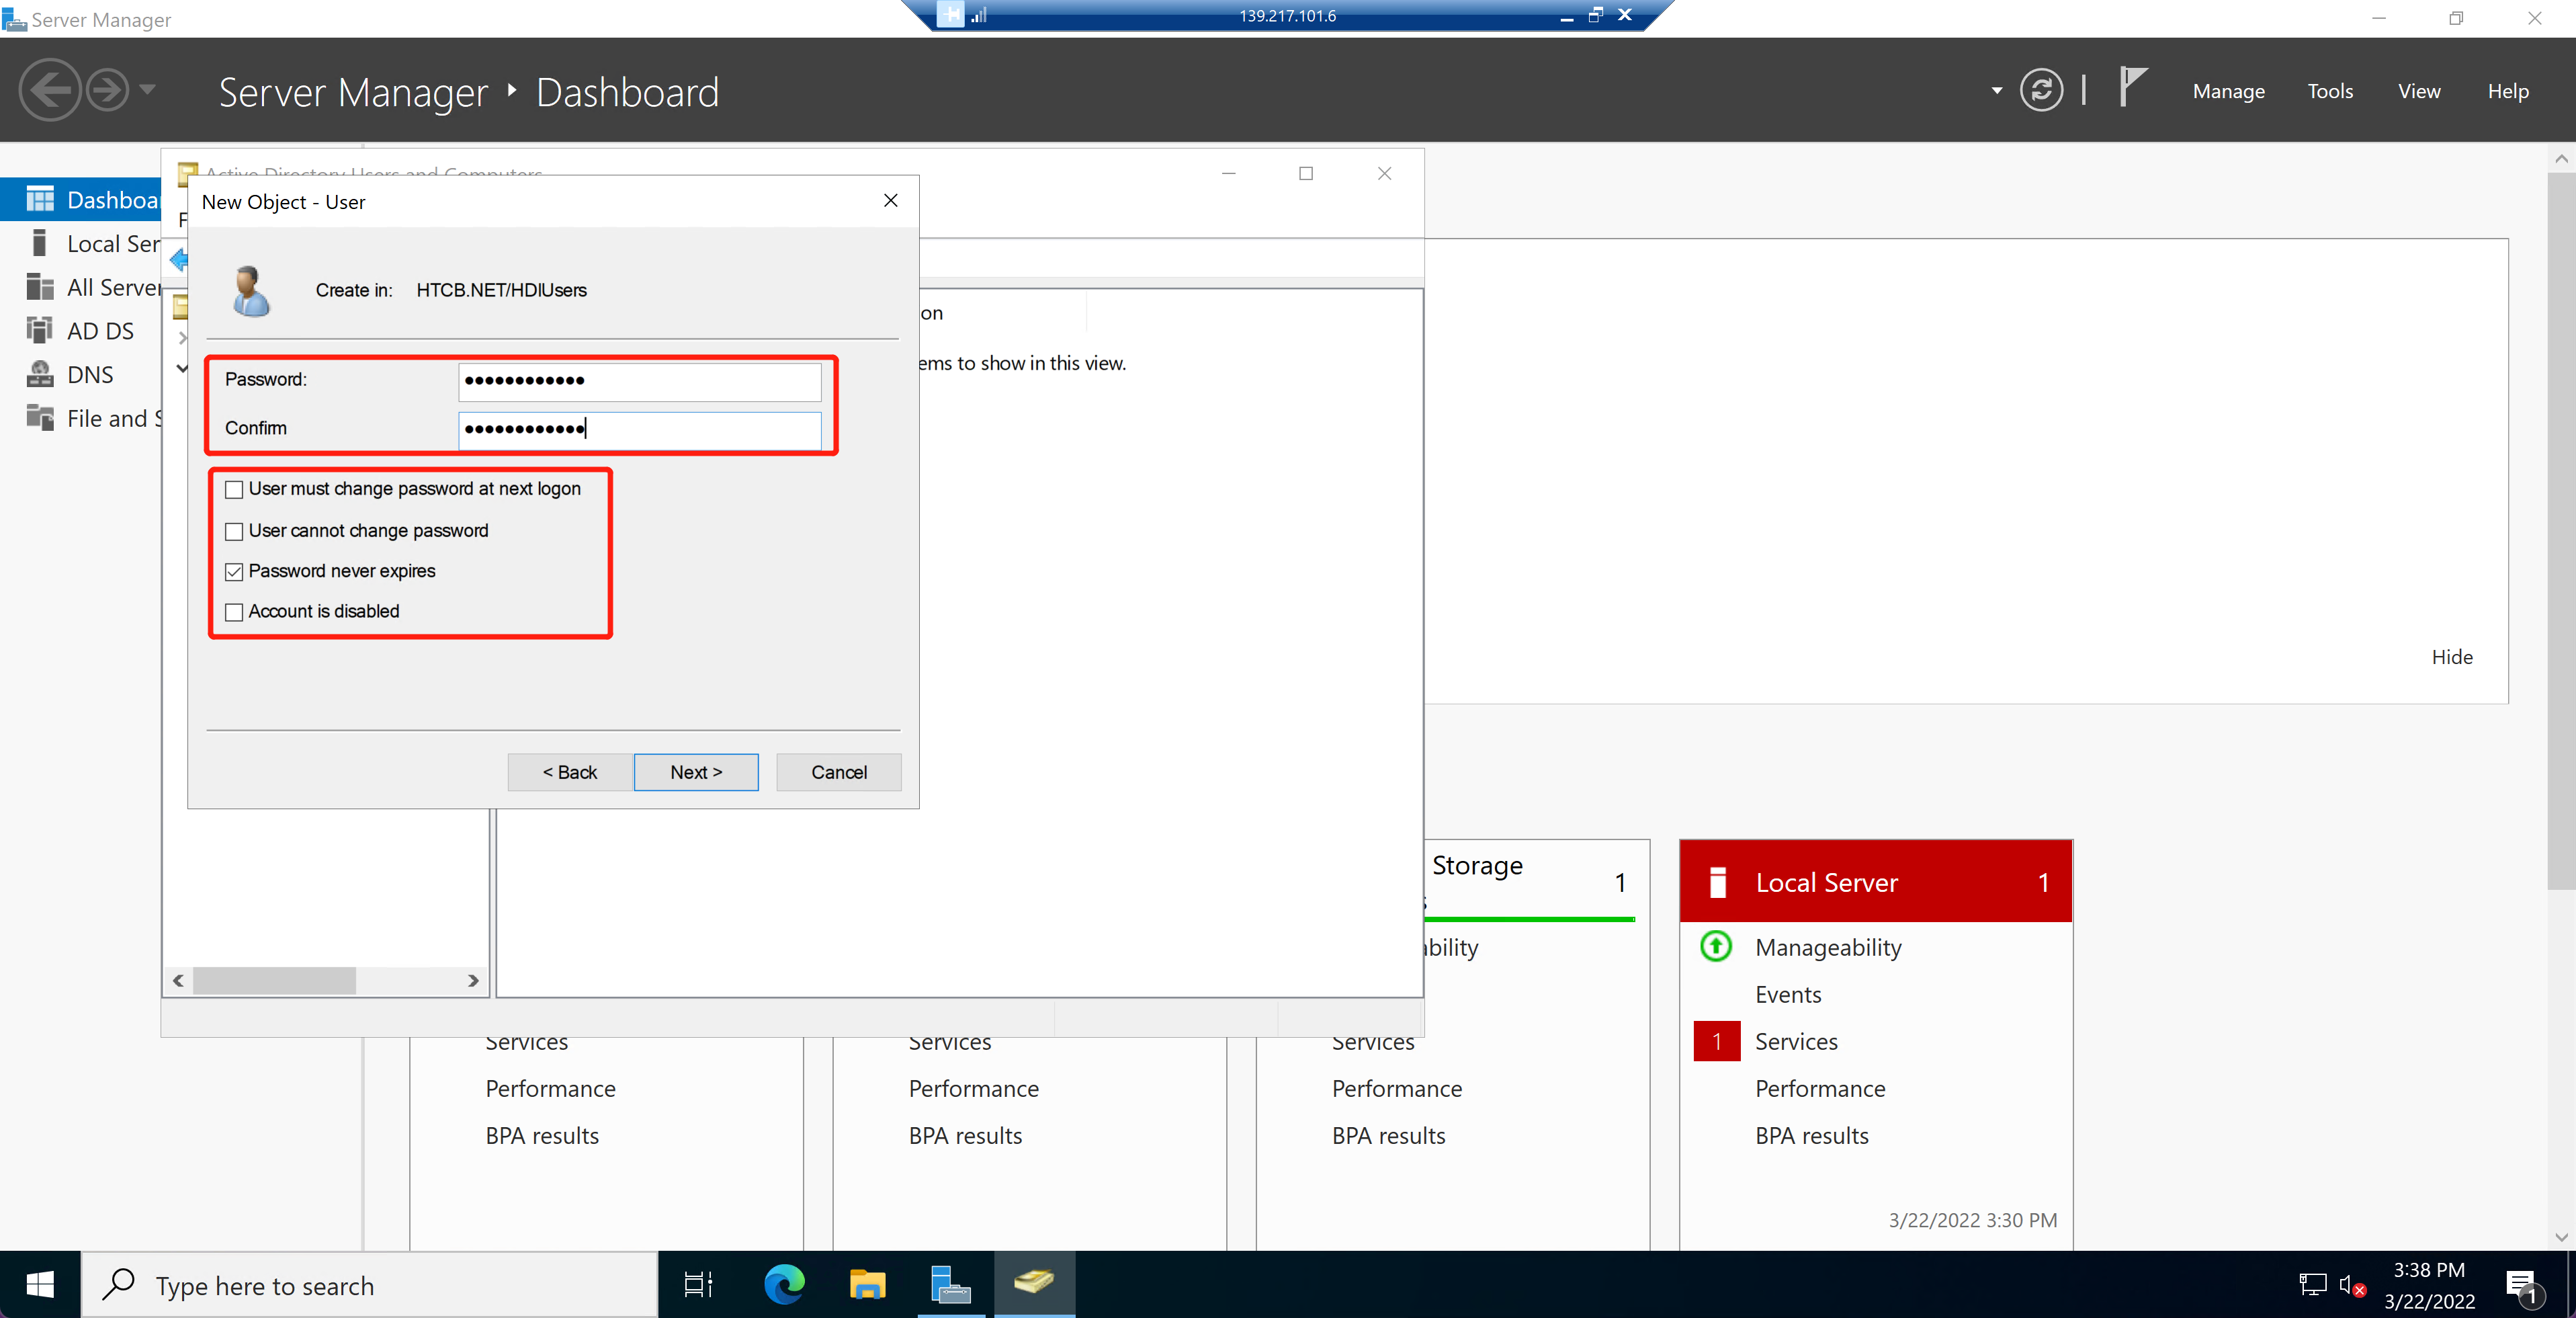 Server Manager
139.217.101.6
Server Manager
Dashboard
Manage
Tools
View
Help
Active Directory Users and Computers
New Object - User
Dashboar
F
Local Ser
All Server
AD DS
DNS
File and S
Create in: HTCB.NET/HDIUsers
on
ems to show in this view.
Password:
Confirm
User must change password at next logon
User cannot change password
Password never expires
Account is disabled
< Back
Next >
Cancel
Hide
Storage
1
s
ability
Services
Performance
BPA results
Services
Performance
BPA results
Services
Performance
BPA results
Local Server
1
Manageability
Events
1
Services
Performance
BPA results
3/22/2022 3:30 PM
Type here to search
3:38 PM
3/22/2022
1